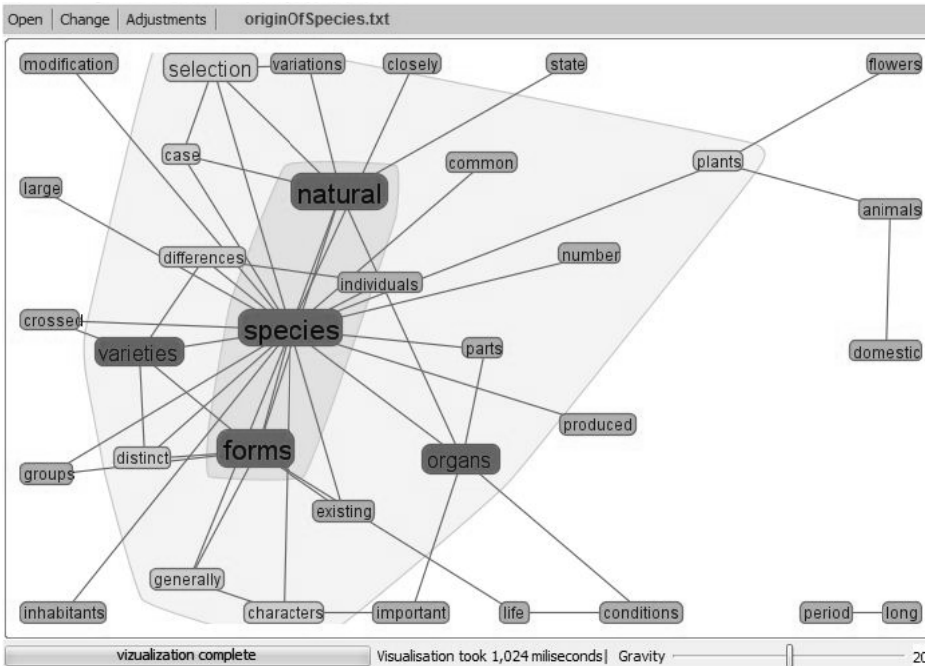 Open Change Adjustments originOfSpecies.txt
modification selection variations closely state flowers
case common plants
large natural animals
differences individuals number
crossed species
varieties parts domestic
produced
groups distinct forms organs
existing
generally
inhabitants characters important life conditions period long
vizualization complete Visualisation took 1,024 miliseconds| Gravity 20